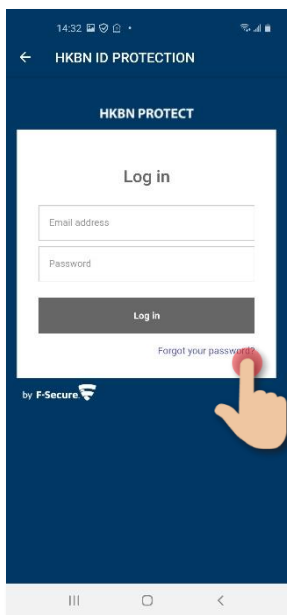 14:32
HKBN ID PROTECTION
HKBN PROTECT
Log in
Email address
Password
Log in
Forgot your password?
by F-Secure